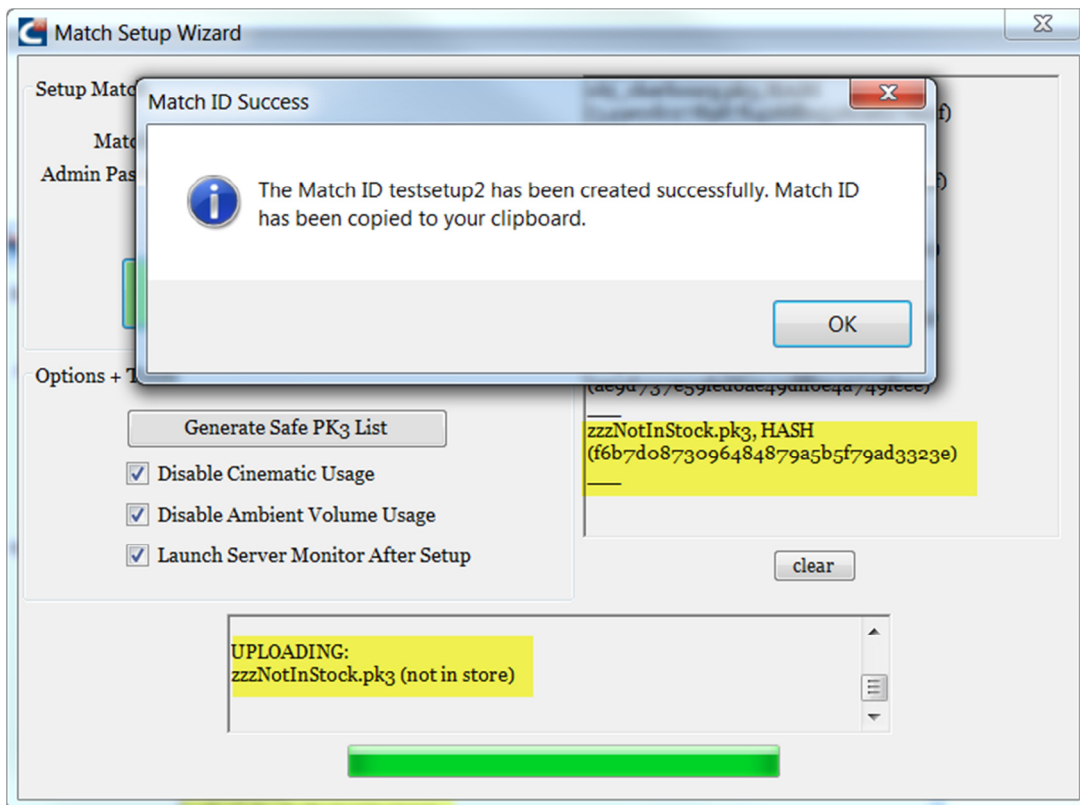 Match Setup Wizard
Setup Matc
Match ID Success
Matc
Admin Pas
The Match ID testsetup2 has been created successfully. Match ID
has been copied to your clipboard.
OK
Options +
Generate Safe PK3 List
Disable Cinematic Usage
Disable Ambient Volume Usage
Launch Server Monitor After Setup
zzzNotInStock.pk3, HASH
(f6b7d0873096484879a5b5f79ad3323e)
clear
UPLOADING:
zzzNotInStock.pk3 (not in store)